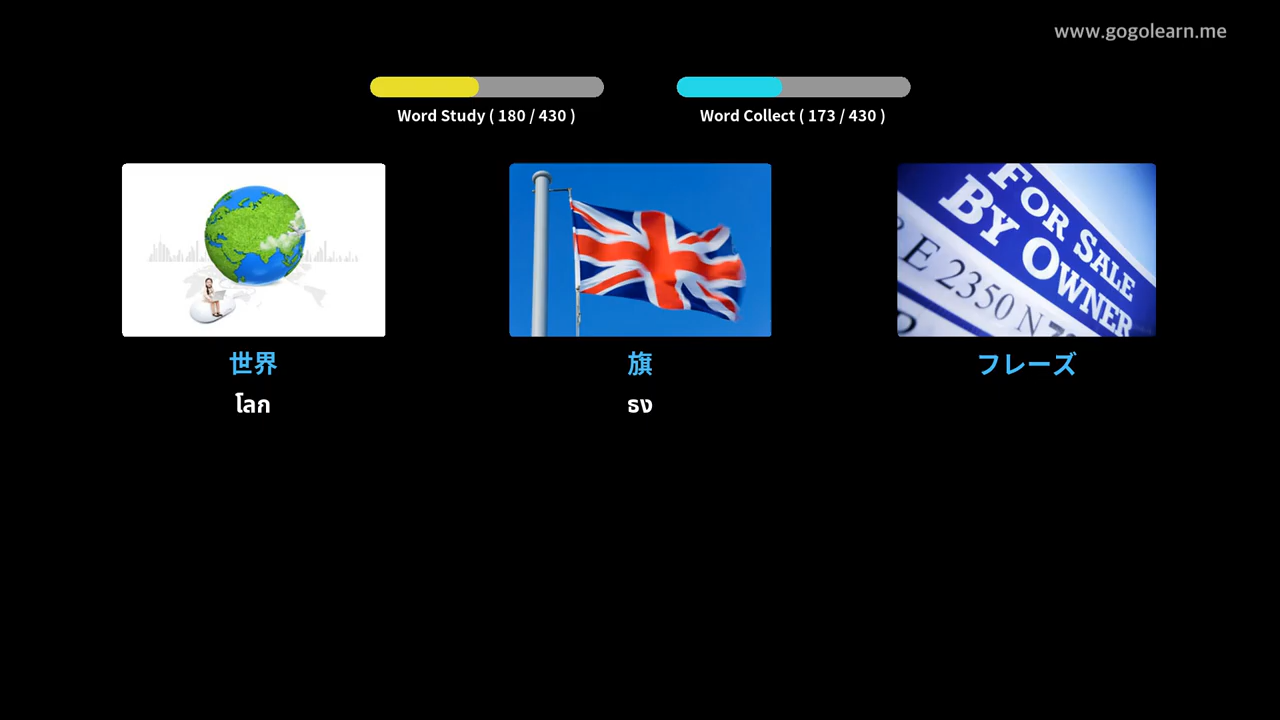 www.gogolearn.me
Word Study ( 180 / 430 )
Word Collect ( 173 / 430 )
FOR SALE
BY OWNER
E 2350 N
世界
旗
フレーズ
โลก
ธง